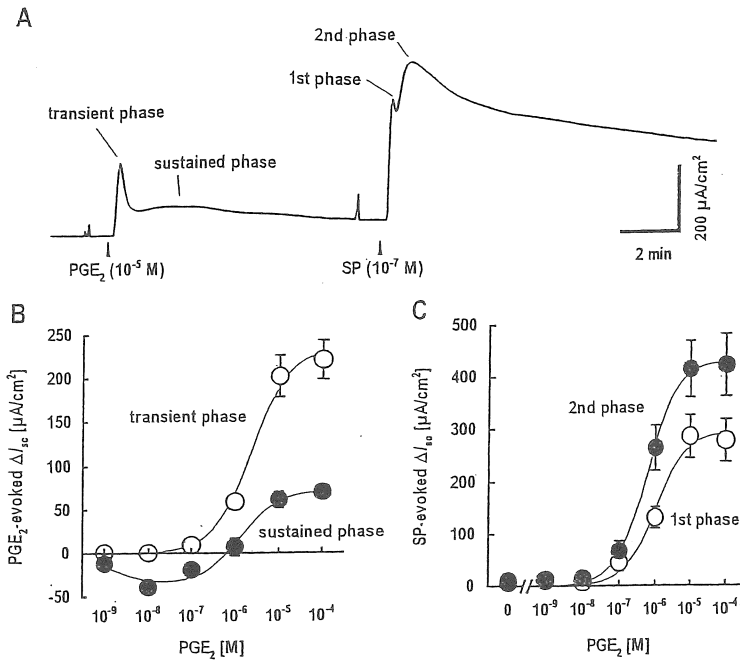 A
2nd phase
1st phase
transient phase
sustained phase
200 µA/cm²
2 min
PGE₂ (10⁻⁵ M)
SP (10⁻⁷ M)
B
PGE₂-evoked ΔIsc [µA/cm²]
250
200
150
100
50
0
-50
transient phase
sustained phase
10⁻⁹ 10⁻⁸ 10⁻⁷ 10⁻⁶ 10⁻⁵ 10⁻⁴
PGE₂ [M]
C
SP-evoked ΔIsc [µA/cm²]
500
400
300
200
100
0
2nd phase
1st phase
0 10⁻⁹ 10⁻⁸ 10⁻⁷ 10⁻⁶ 10⁻⁵ 10⁻⁴
PGE₂ [M]